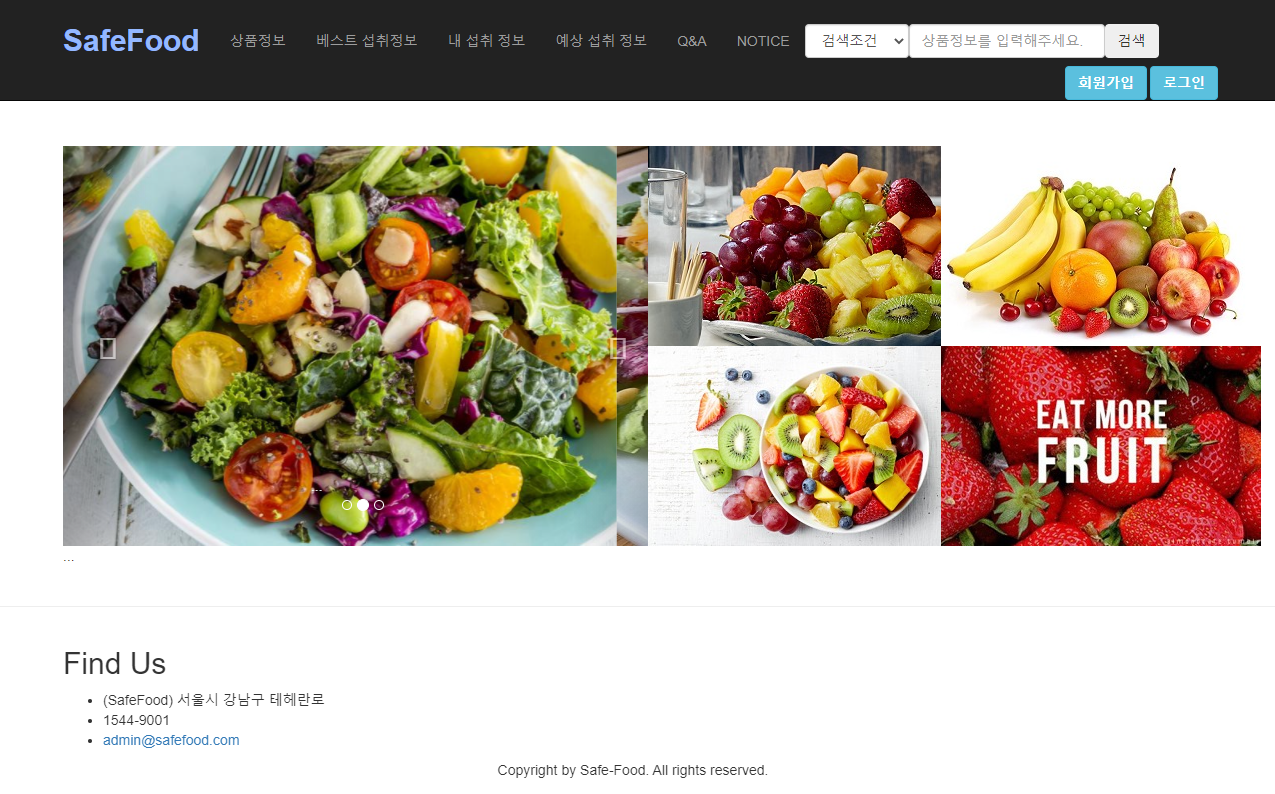 SafeFood 상품정보 베스트 섭취정보 내 섭취 정보 예상 섭취 정보 Q&A NOTICE 검색조건 상품정보를 입력해주세요. 검색
회원가입 로그인
EAT MORE
FRUIT
...
...
Find Us
(SafeFood) 서울시 강남구 테헤란로
1544-9001
admin@safefood.com
Copyright by Safe-Food. All rights reserved.